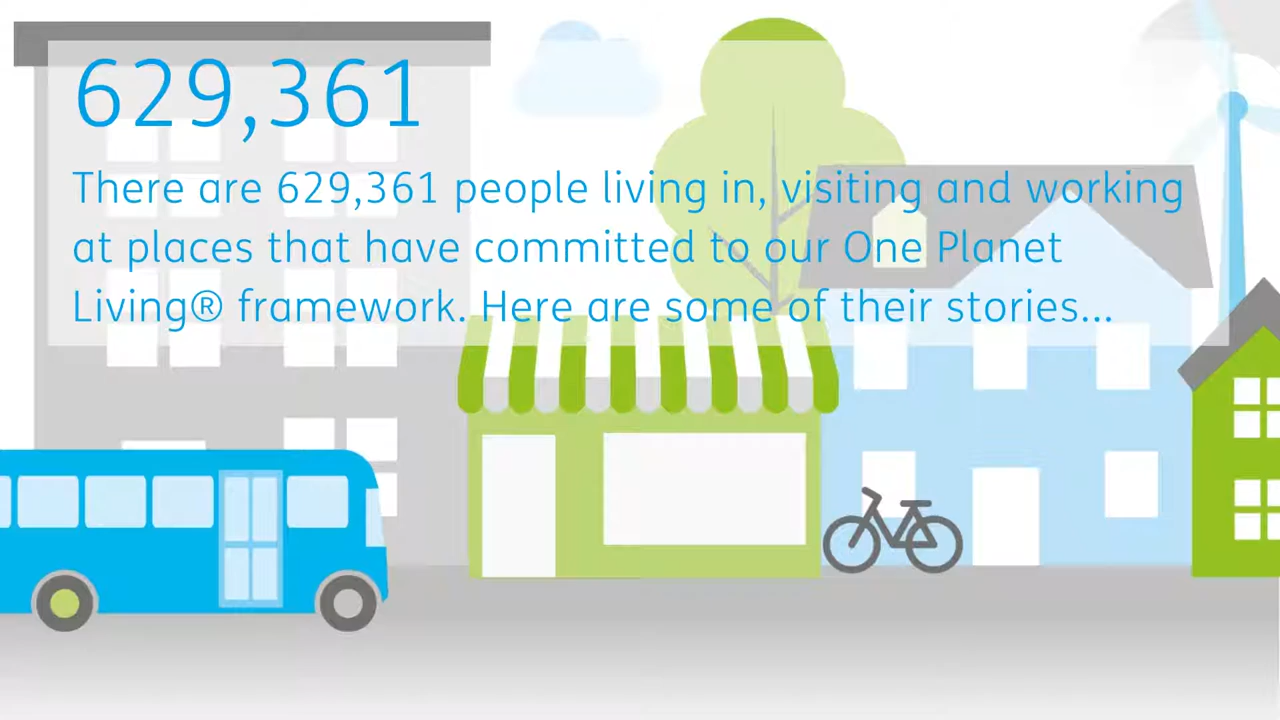 629,361
There are 629,361 people living in, visiting and working
at places that have committed to our One Planet
Living® framework. Here are some of their stories...